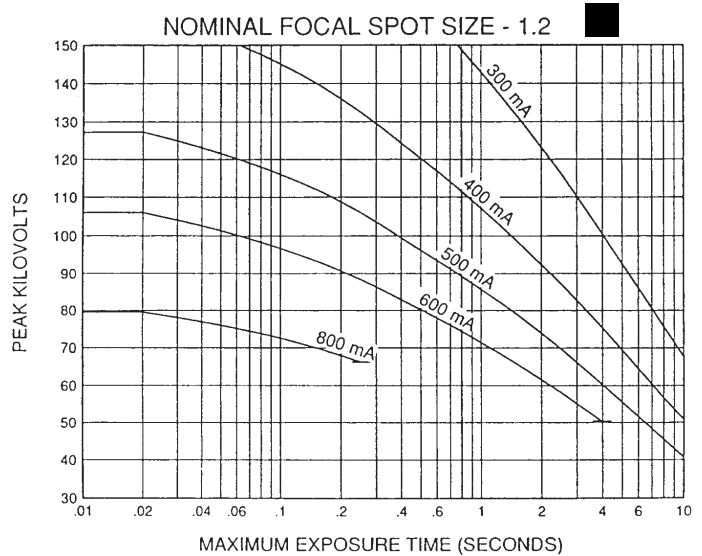 NOMINAL FOCAL SPOT SIZE - 1.2
150
140
130
120
110
100
90
80
70
60
50
40
30
PEAK KILOVOLTS
300 mA
400 mA
500 mA
600 mA
800 mA
.01 .02 .04 .06 .1 .2 .4 .6 1 2 4 6 10
MAXIMUM EXPOSURE TIME (SECONDS)